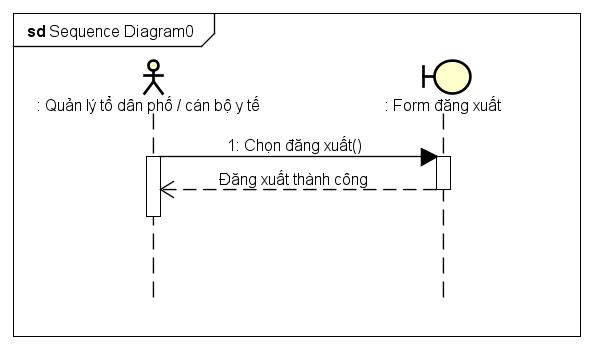 sd Sequence Diagram0
: Quản lý tổ dân phố / cán bộ y tế
: Form đăng xuất
1: Chọn đăng xuất()
Đăng xuất thành công